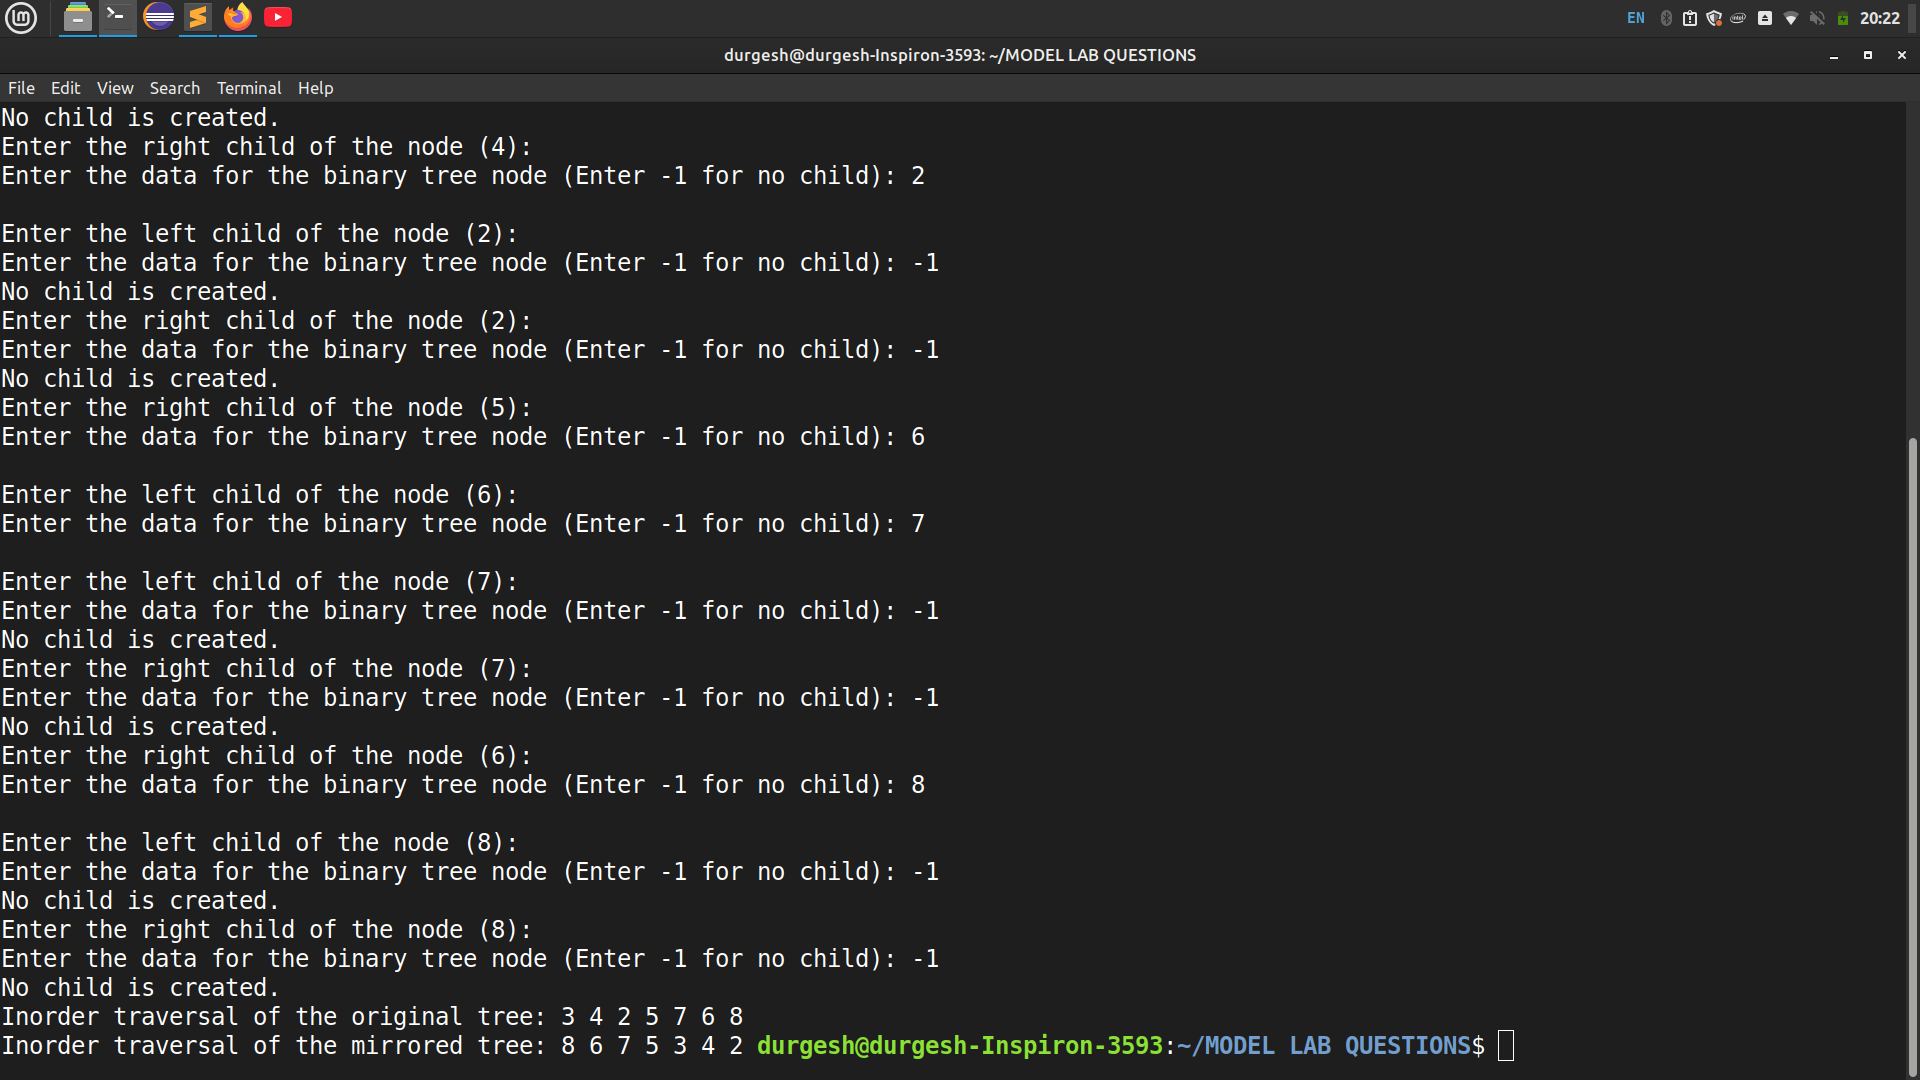 EN
20:22
durgesh@durgesh-Inspiron-3593: ~/MODEL LAB QUESTIONS
File Edit View Search Terminal Help
No child is created.
Enter the right child of the node (4):
Enter the data for the binary tree node (Enter -1 for no child): 2
Enter the left child of the node (2):
Enter the data for the binary tree node (Enter -1 for no child): -1
No child is created.
Enter the right child of the node (2):
Enter the data for the binary tree node (Enter -1 for no child): -1
No child is created.
Enter the right child of the node (5):
Enter the data for the binary tree node (Enter -1 for no child): 6
Enter the left child of the node (6):
Enter the data for the binary tree node (Enter -1 for no child): 7
Enter the left child of the node (7):
Enter the data for the binary tree node (Enter -1 for no child): -1
No child is created.
Enter the right child of the node (7):
Enter the data for the binary tree node (Enter -1 for no child): -1
No child is created.
Enter the right child of the node (6):
Enter the data for the binary tree node (Enter -1 for no child): 8
Enter the left child of the node (8):
Enter the data for the binary tree node (Enter -1 for no child): -1
No child is created.
Enter the right child of the node (8):
Enter the data for the binary tree node (Enter -1 for no child): -1
No child is created.
Inorder traversal of the original tree: 3 4 2 5 7 6 8
Inorder traversal of the mirrored tree: 8 6 7 5 3 4 2 durgesh@durgesh-Inspiron-3593:~/MODEL LAB QUESTIONS$